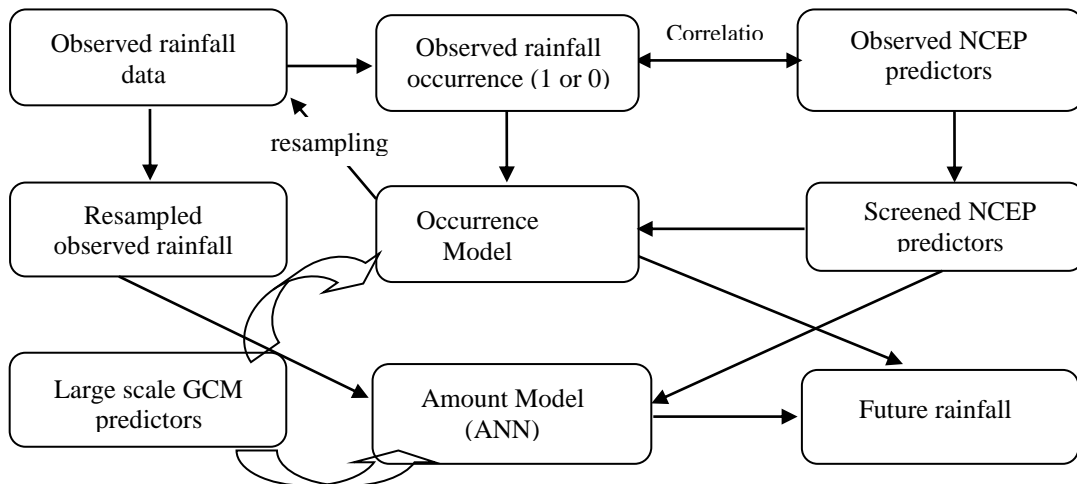 Observed rainfall
data
Observed rainfall
occurrence (1 or 0)
Correlatio
Observed NCEP
predictors
resampling
Resampled
observed rainfall
Occurrence
Model
Screened NCEP
predictors
Large scale GCM
predictors
Amount Model
(ANN)
Future rainfall